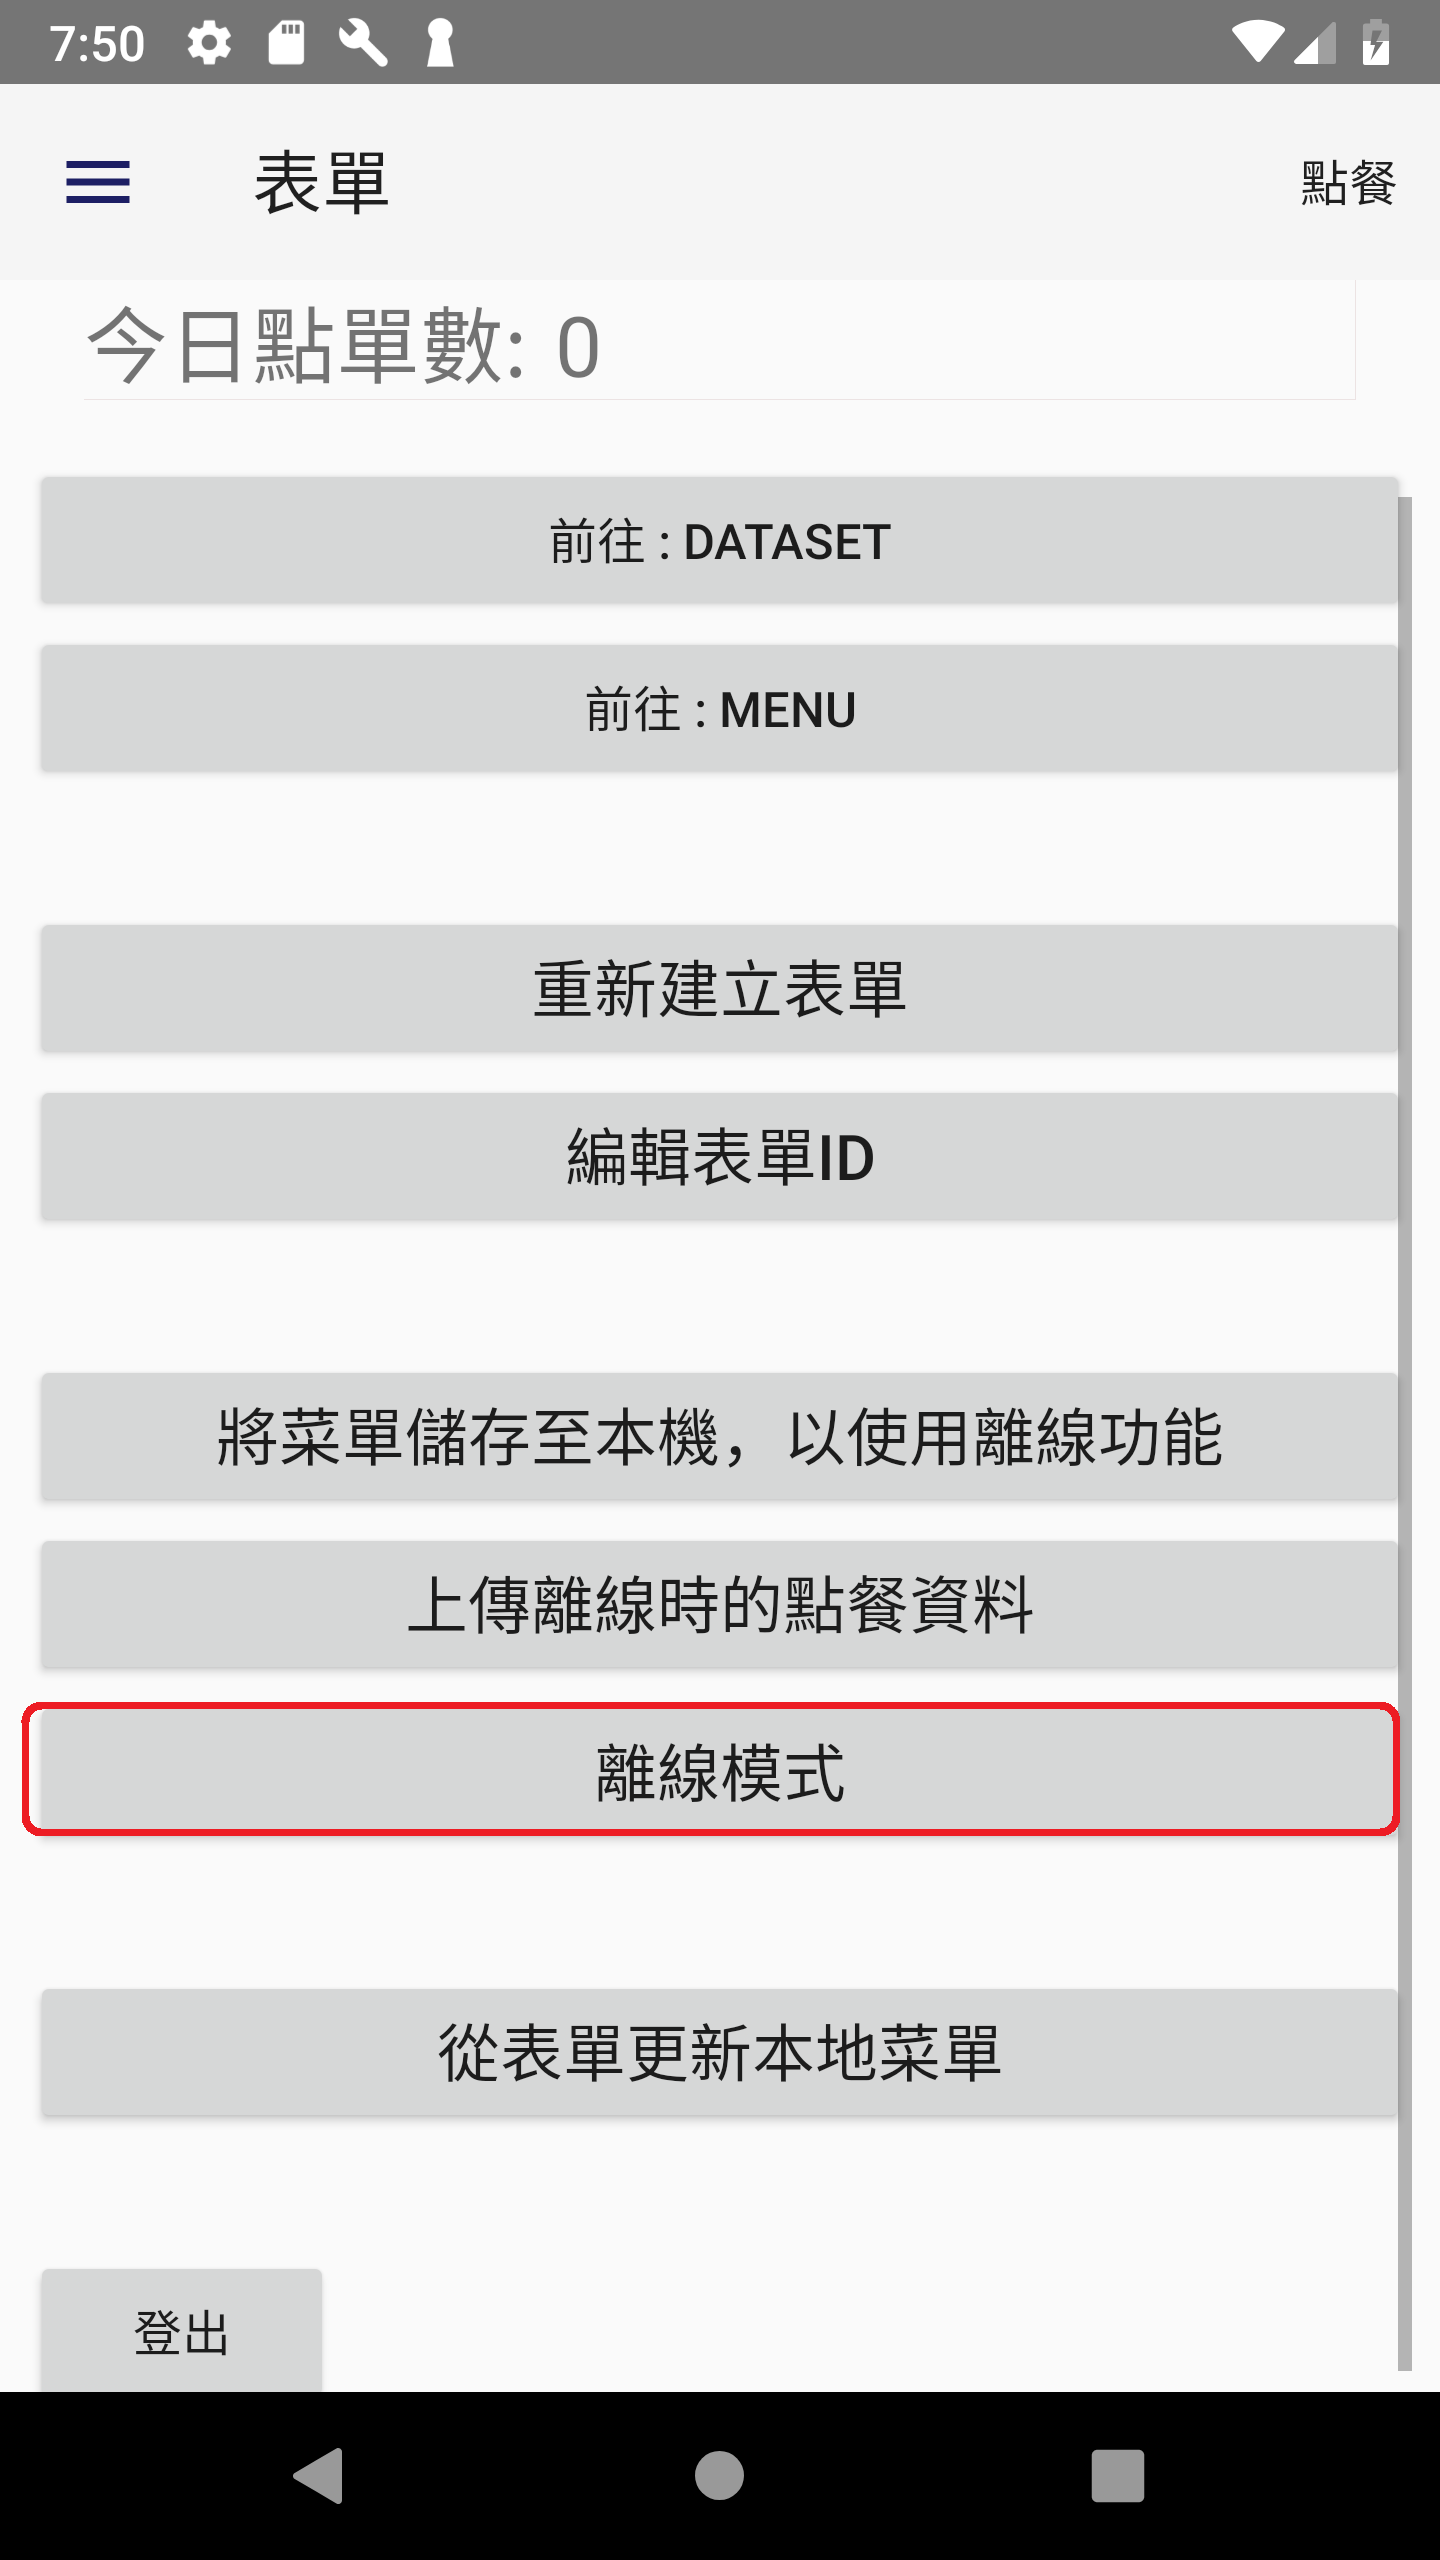 7:50
表單
點餐
今日點單數: 0
前往 : DATASET
前往 : MENU
重新建立表單
編輯表單ID
將菜單儲存至本機，以使用離線功能
上傳離線時的點餐資料
離線模式
從表單更新本地菜單
登出